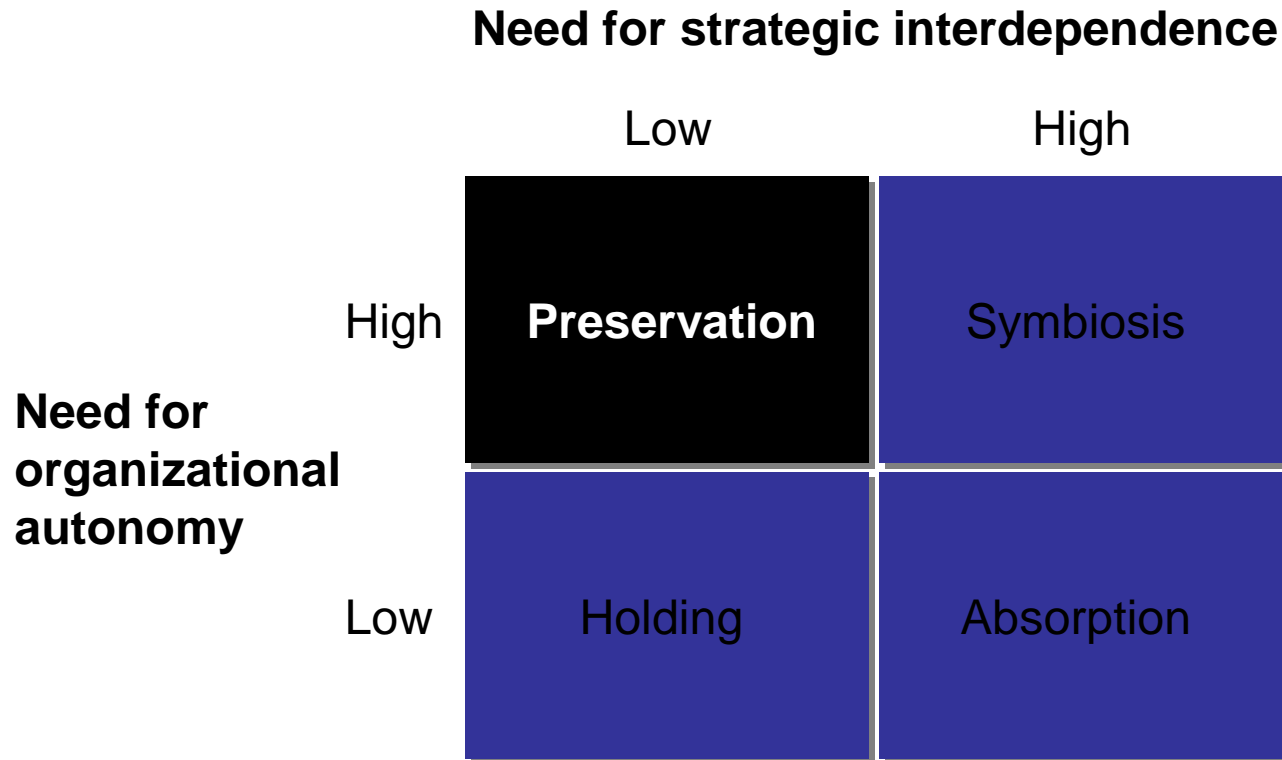 Need for strategic interdependence
Low High
High Preservation Symbiosis
Need for
organizational
autonomy
Low Holding Absorption